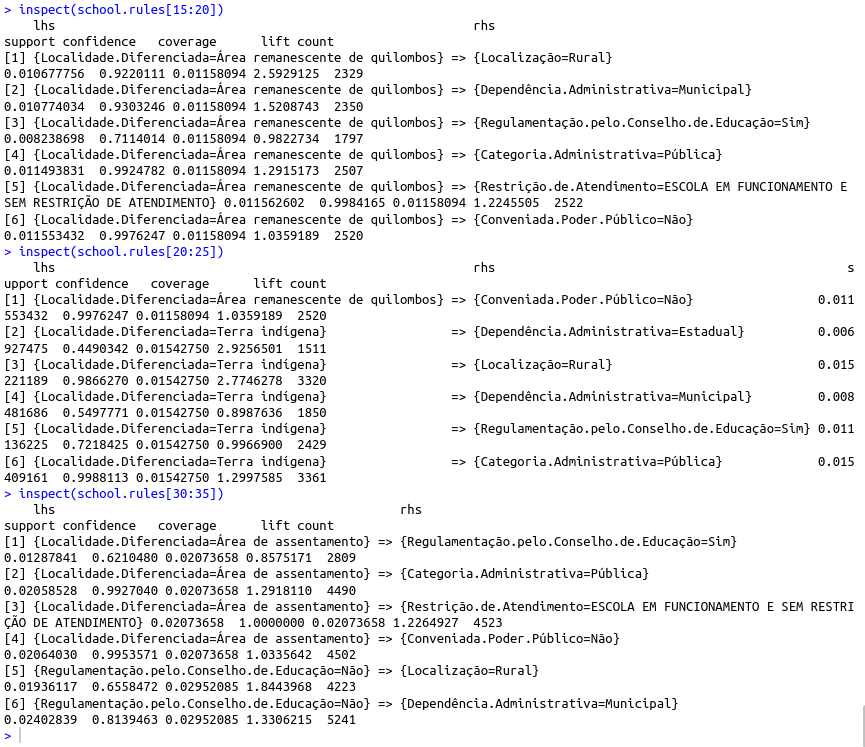 > inspect(school.rules[15:20])
    lhs                                                       rhs
support confidence   coverage      lift count
[1] {Localidade.Diferenciada=Área remanescente de quilombos} => {Localização=Rural}
0.010677756  0.9220111 0.01158094 2.5929125  2329
[2] {Localidade.Diferenciada=Área remanescente de quilombos} => {Dependência.Administrativa=Municipal}
0.010774034  0.9303246 0.01158094 1.5208743  2350
[3] {Localidade.Diferenciada=Área remanescente de quilombos} => {Regulamentação.pelo.Conselho.de.Educação=Sim}
0.008238698  0.7114014 0.01158094 0.9822734  1797
[4] {Localidade.Diferenciada=Área remanescente de quilombos} => {Categoria.Administrativa=Pública}
0.011493831  0.9924782 0.01158094 1.2915173  2507
[5] {Localidade.Diferenciada=Área remanescente de quilombos} => {Restrição.de.Atendimento=ESCOLA EM FUNCIONAMENTO E
SEM RESTRIÇÃO DE ATENDIMENTO} 0.011562602  0.9984165 0.01158094 1.2245505  2522
[6] {Localidade.Diferenciada=Área remanescente de quilombos} => {Conveniada.Poder.Público=Não}
0.011553432  0.9976247 0.01158094 1.0359189  2520
> inspect(school.rules[20:25])
    lhs                                                       rhs                                               s
upport confidence   coverage      lift count
[1] {Localidade.Diferenciada=Área remanescente de quilombos} => {Conveniada.Poder.Público=Não}                 0.011
553432  0.9976247 0.01158094 1.0359189  2520
[2] {Localidade.Diferenciada=Terra indígena}                 => {Dependência.Administrativa=Estadual}          0.006
927475  0.4490342 0.01542750 2.9256501  1511
[3] {Localidade.Diferenciada=Terra indígena}                 => {Localização=Rural}                            0.015
221189  0.9866270 0.01542750 2.7746278  3320
[4] {Localidade.Diferenciada=Terra indígena}                 => {Dependência.Administrativa=Municipal}         0.008
481686  0.5497771 0.01542750 0.8987636  1850
[5] {Localidade.Diferenciada=Terra indígena}                 => {Regulamentação.pelo.Conselho.de.Educação=Sim} 0.011
136225  0.7218425 0.01542750 0.9966900  2429
[6] {Localidade.Diferenciada=Terra indígena}                 => {Categoria.Administrativa=Pública}             0.015
409161  0.9988113 0.01542750 1.2997585  3361
> inspect(school.rules[30:35])
    lhs                                              rhs
support confidence   coverage      lift count
[1] {Localidade.Diferenciada=Área de assentamento} => {Regulamentação.pelo.Conselho.de.Educação=Sim}
0.01287841  0.6210480 0.02073658 0.8575171  2809
[2] {Localidade.Diferenciada=Área de assentamento} => {Categoria.Administrativa=Pública}
0.02058528  0.9927040 0.02073658 1.2918110  4490
[3] {Localidade.Diferenciada=Área de assentamento} => {Restrição.de.Atendimento=ESCOLA EM FUNCIONAMENTO E SEM RESTRI
ÇÃO DE ATENDIMENTO} 0.02073658  1.0000000 0.02073658 1.2264927  4523
[4] {Localidade.Diferenciada=Área de assentamento} => {Conveniada.Poder.Público=Não}
0.02064030  0.9953571 0.02073658 1.0335642  4502
[5] {Regulamentação.pelo.Conselho.de.Educação=Não} => {Localização=Rural}
0.01936117  0.6558472 0.02952085 1.8443968  4223
[6] {Regulamentação.pelo.Conselho.de.Educação=Não} => {Dependência.Administrativa=Municipal}
0.02402839  0.8139463 0.02952085 1.3306215  5241
>